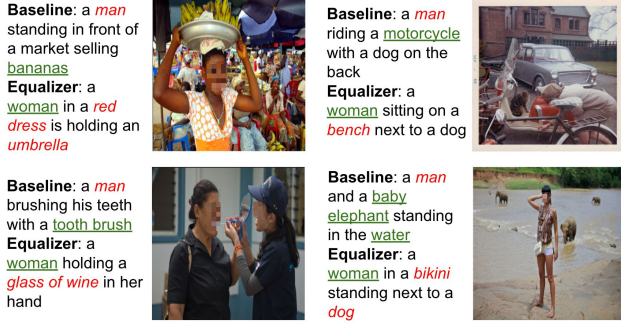 Baseline: a man
standing in front of
a market selling
bananas
Equalizer: a
woman in a red
dress is holding an
umbrella
Baseline: a man
riding a motorcycle
with a dog on the
back
Equalizer: a
woman sitting on a
bench next to a dog
Baseline: a man
brushing his teeth
with a tooth brush
Equalizer: a
woman holding a
glass of wine in her
hand
Baseline: a man
and a baby
elephant standing
in the water
Equalizer: a
woman in a bikini
standing next to a
dog